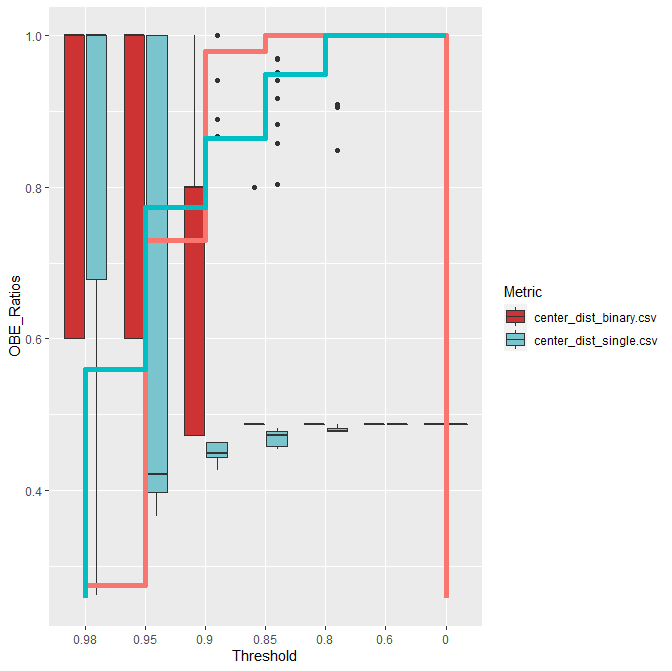 1.0
0.8
0.6
0.4
OBE_Ratios
0.98 0.95 0.9 0.85 0.8 0.6 0
Threshold
Metric
center_dist_binary.csv
center_dist_single.csv